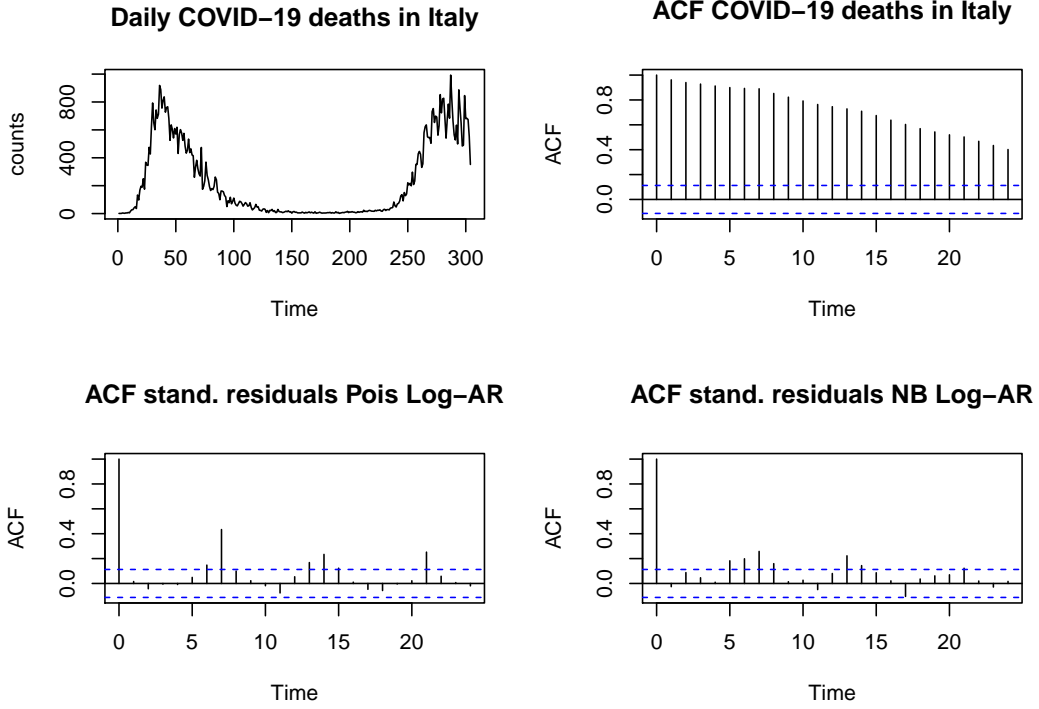 Daily COVID−19 deaths in Italy
counts
0 400 800
0 50 100 150 200 250 300
Time
ACF COVID−19 deaths in Italy
ACF
0.0 0.4 0.8
0 5 10 15 20
Time
ACF stand. residuals Pois Log−AR
ACF
0.0 0.4 0.8
0 5 10 15 20
Time
ACF stand. residuals NB Log−AR
ACF
0.0 0.4 0.8
0 5 10 15 20
Time